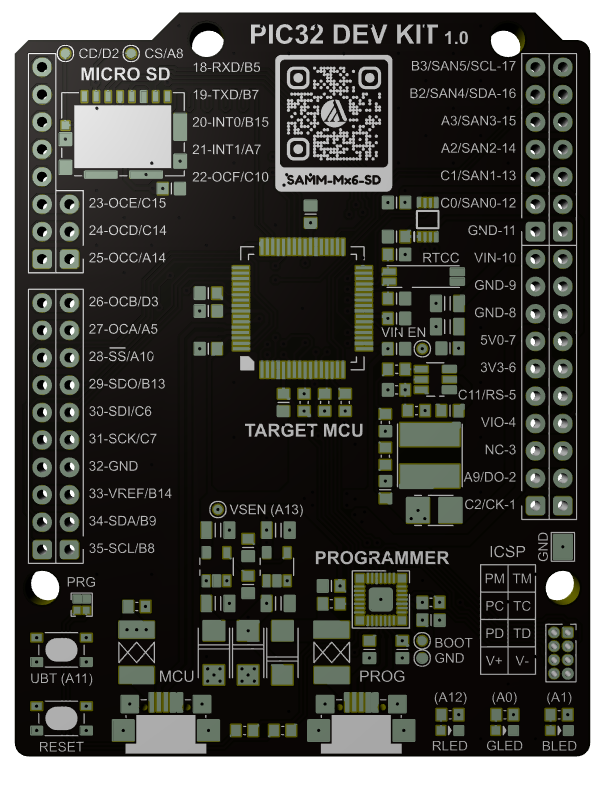 PIC32 DEV KIT 1.0
CD/D2
CS/A8
MICRO SD
18-RXD/B5
19-TXD/B7
20-INT0/B15
21-INT1/A7
22-OCF/C10
23-OCE/C15
24-OCD/C14
25-OCC/A14
26-OCB/D3
27-OCA/A5
28-SS/A10
29-SDO/B13
30-SDI/C6
31-SCK/C7
32-GND
33-VREF/B14
34-SDA/B9
35-SCL/B8
SAMM-Mx6-SD
B3/SAN5/SCL-17
B2/SAN4/SDA-16
A3/SAN3-15
A2/SAN2-14
C1/SAN1-13
C0/SAN0-12
GND-11
VIN-10
GND-9
GND-8
5V0-7
3V3-6
C11/RS-5
VIO-4
NC-3
A9/DO-2
C2/CK-1
RTCC
VIN EN
TARGET MCU
VSEN (A13)
PROGRAMMER
ICSP
GND
PM TM
PC TC
PD TD
V+ V-
PRG
UBT (A11)
RESET
MCU
PROG
BOOT
GND
(A12) (A0) (A1)
RLED GLED BLED